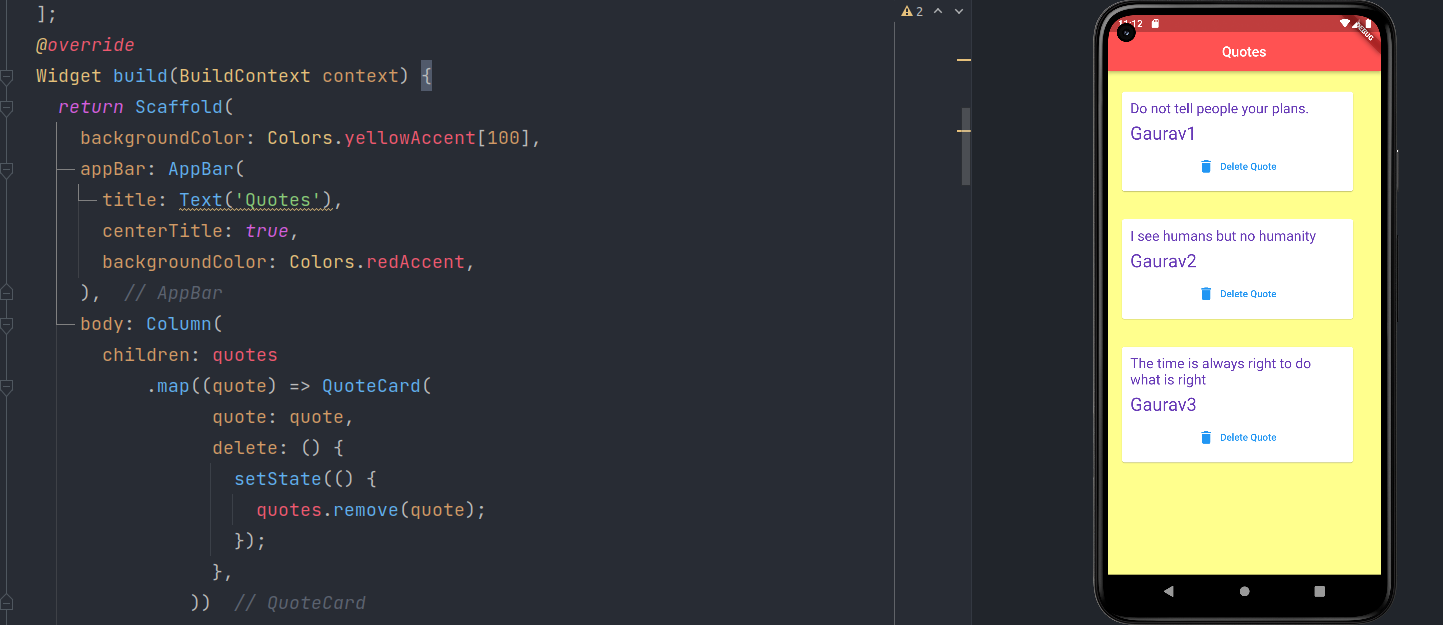 ];
@override
Widget build(BuildContext context) {
return Scaffold(
backgroundColor: Colors.yellowAccent[100],
appBar: AppBar(
title: Text('Quotes'),
centerTitle: true,
backgroundColor: Colors.redAccent,
),  // AppBar
body: Column(
children: quotes
.map((quote) => QuoteCard(
quote: quote,
delete: () {
setState(() {
quotes.remove(quote);
});
},
))  // QuoteCard
2
11:12
DEBUG
Quotes
Do not tell people your plans.
Gaurav1
Delete Quote
I see humans but no humanity
Gaurav2
Delete Quote
The time is always right to do
what is right
Gaurav3
Delete Quote